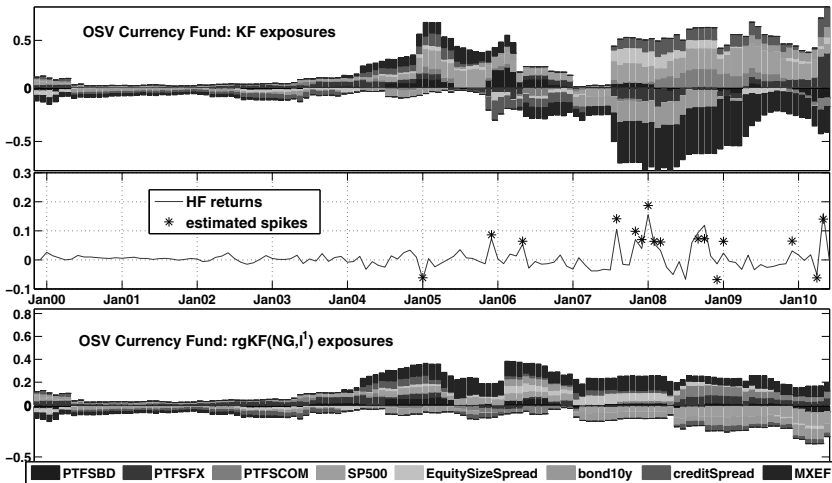 OSV Currency Fund: KF exposures
0.5
0
−0.5
0.3
0.2
0.1
0
−0.1
HF returns
estimated spikes
Jan00 Jan01 Jan02 Jan03 Jan04 Jan05 Jan06 Jan07 Jan08 Jan09 Jan10
OSV Currency Fund: rgKF(NG,I¹) exposures
0.8
0.6
0.4
0.2
0
−0.5
PTFSBD PTFSFX PTFSCOM SP500 EquitySizeSpread bond10y creditSpread MXEF